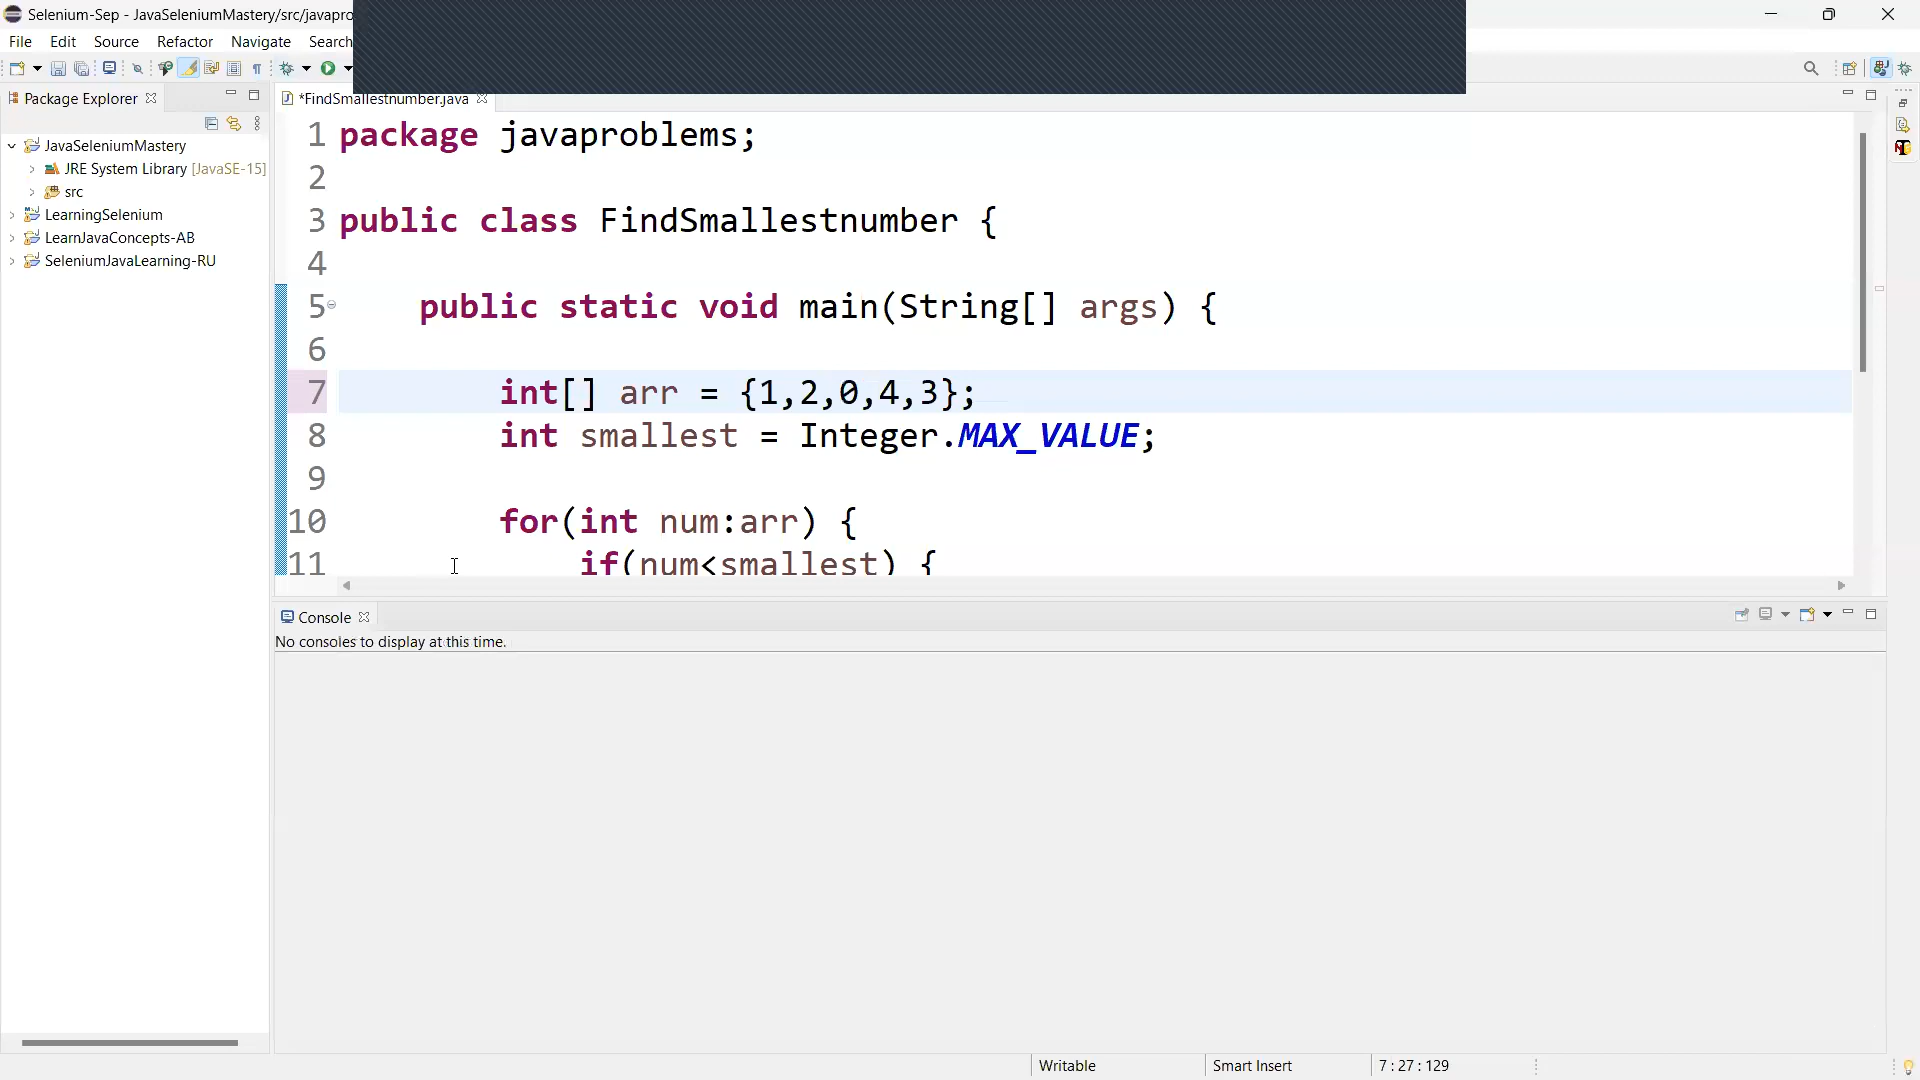 Selenium-Sep - JavaSeleniumMastery/src/javapro
File Edit Source Refactor Navigate Search
Package Explorer
JavaSeleniumMastery
JRE System Library [JavaSE-15]
src
LearningSelenium
LearnJavaConcepts-AB
SeleniumJavaLearning-RU
*FindSmallestnumber.java
1 package javaproblems;
2
3 public class FindSmallestnumber {
4
5 public static void main(String[] args) {
6
7 int[] arr = {1,2,0,4,3};
8 int smallest = Integer.MAX_VALUE;
9
10 for(int num:arr) {
11 if(num<smallest) {
Console
No consoles to display at this time.
Writable Smart Insert 7 : 27 : 129